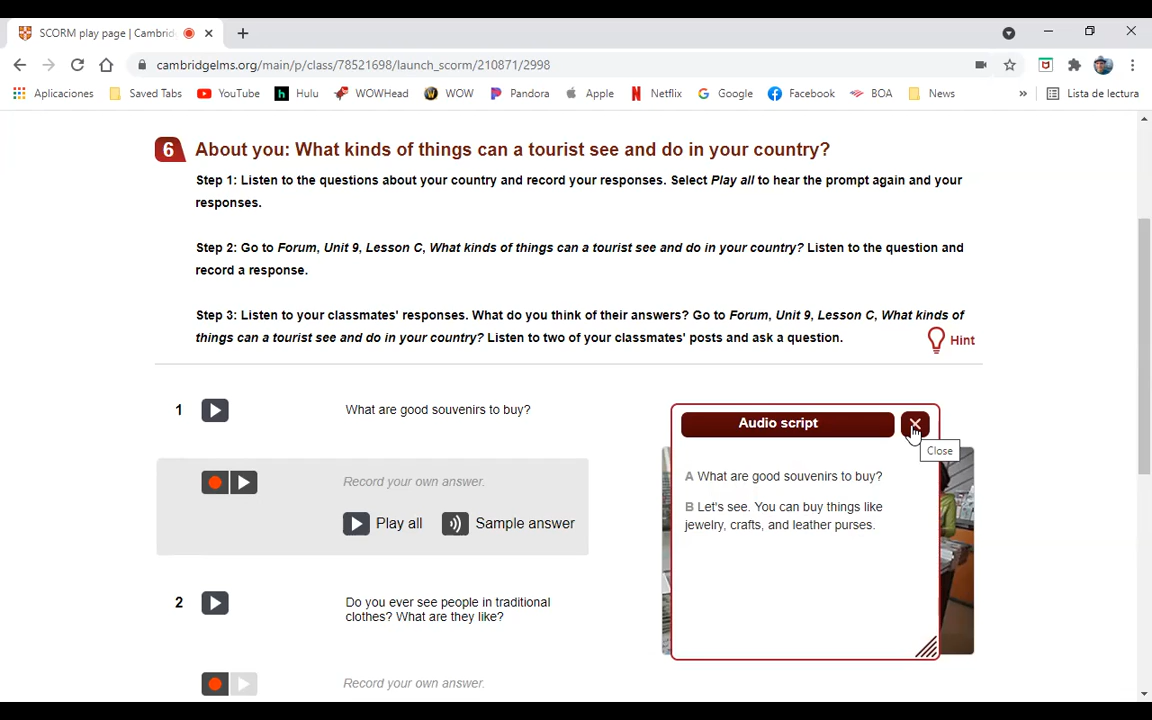 SCORM play page | Cambrid
cambridgelms.org/main/p/class/78521698/launch_scorm/210871/2998
Aplicaciones Saved Tabs YouTube Hulu WOWHead WOW Pandora Apple Netflix Google Facebook BOA News » Lista de lectura
6 About you: What kinds of things can a tourist see and do in your country?
Step 1: Listen to the questions about your country and record your responses. Select Play all to hear the prompt again and your
responses.
Step 2: Go to Forum, Unit 9, Lesson C, What kinds of things can a tourist see and do in your country? Listen to the question and
record a response.
Step 3: Listen to your classmates' responses. What do you think of their answers? Go to Forum, Unit 9, Lesson C, What kinds of
things can a tourist see and do in your country? Listen to two of your classmates' posts and ask a question.
Hint
1 What are good souvenirs to buy?
Record your own answer.
Play all Sample answer
2 Do you ever see people in traditional
clothes? What are they like?
Record your own answer.
Audio script
Close
A What are good souvenirs to buy?
B Let's see. You can buy things like
jewelry, crafts, and leather purses.